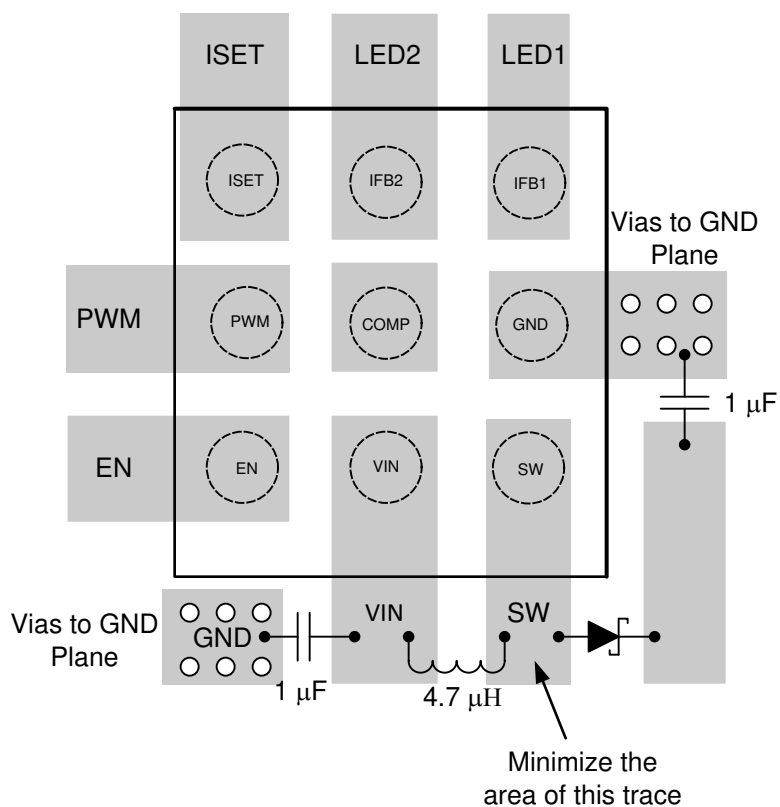 ISET
LED2
LED1
ISET
IFB2
IFB1
Vias to GND
Plane
PWM
PWM
COMP
GND
1 μF
EN
EN
VIN
SW
Vias to GND
Plane
GND
VIN
SW
1 μF
4.7 μH
Minimize the
area of this trace